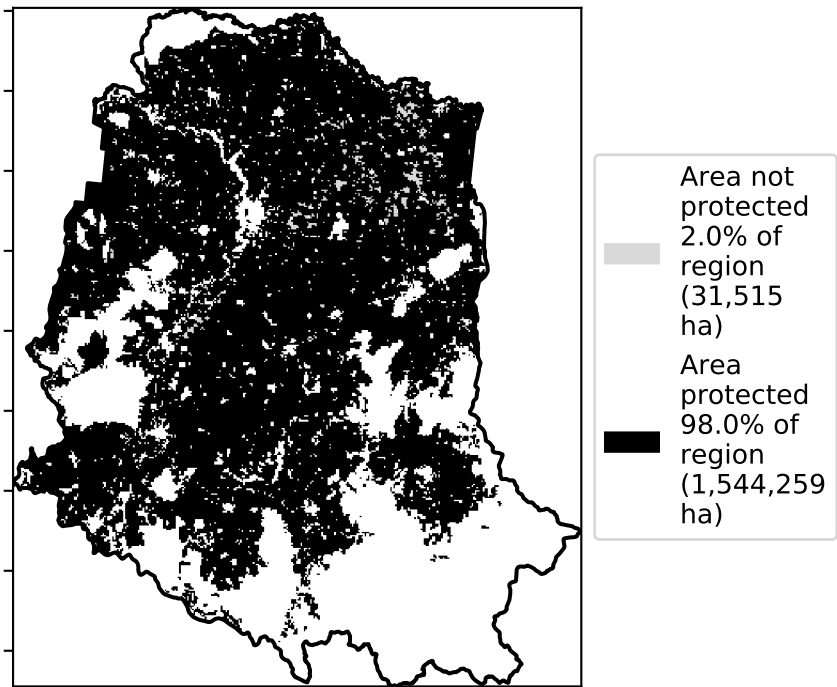 Area not
protected
2.0% of
region
(31,515
ha)
Area
protected
98.0% of
region
(1,544,259
ha)